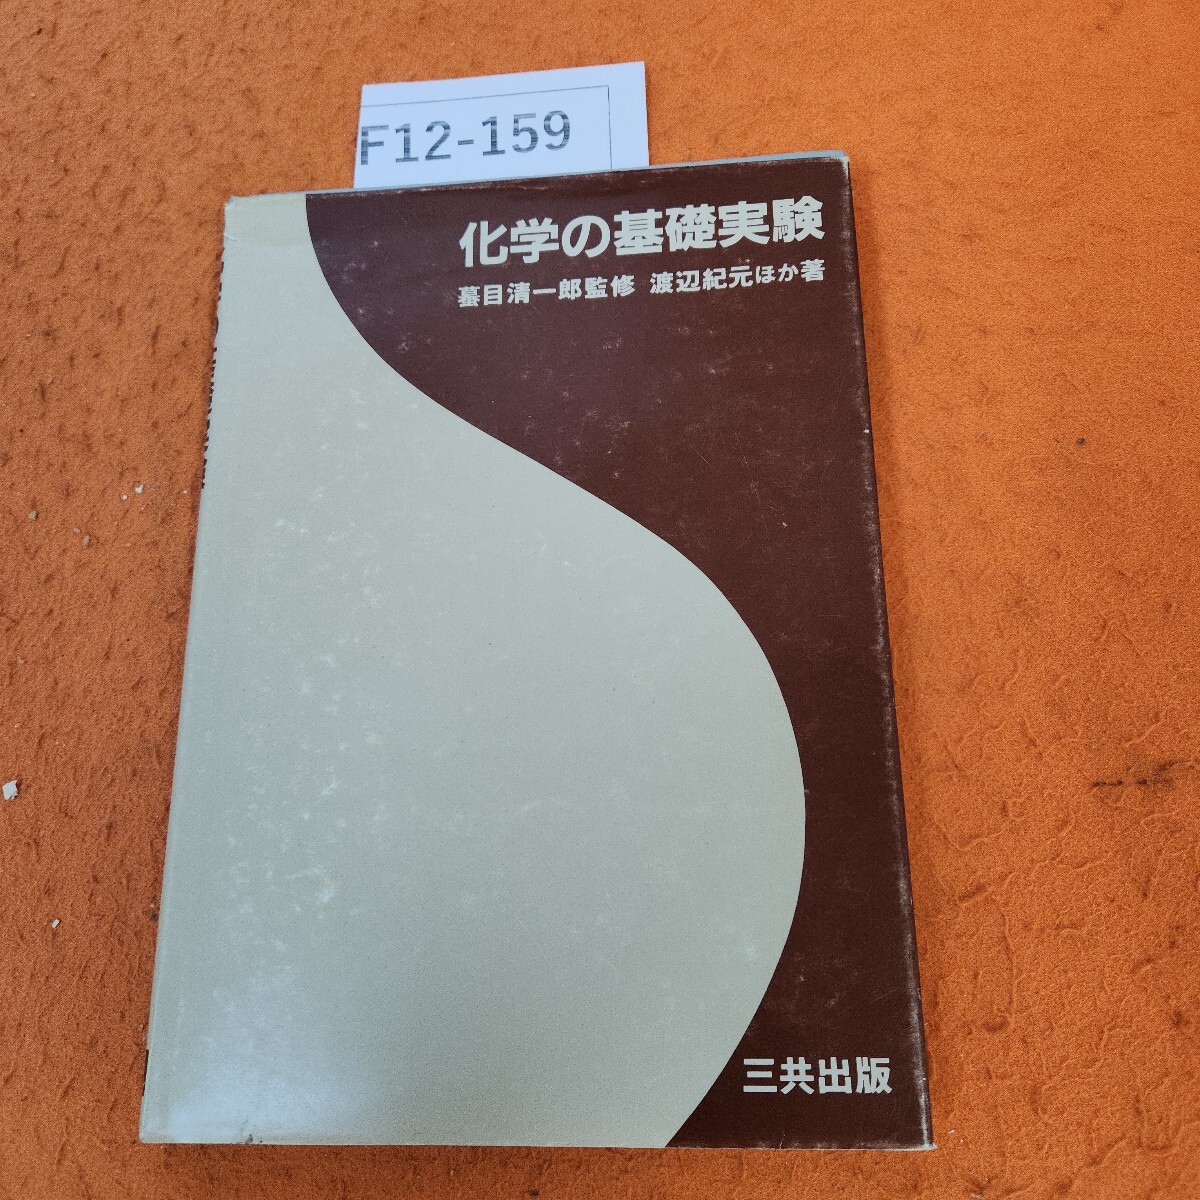 F12-159
化学の基礎実験
蟇目清一郎監修 渡辺紀元ほか著
三共出版